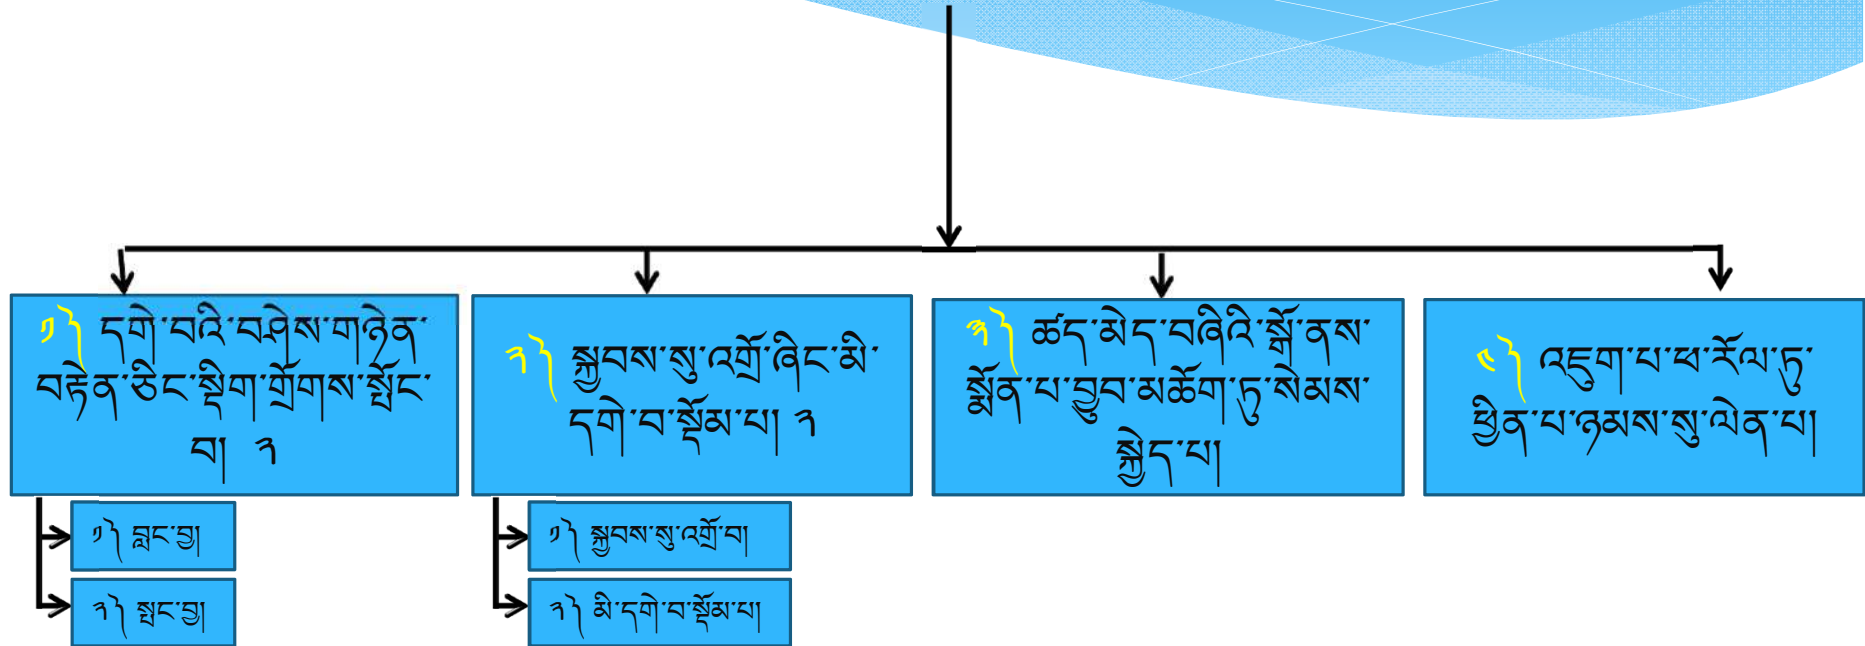 ༡༽ དགེ་བའི་བཤེས་གཉེན་
བརྟེན་ཅིང་སྡིག་གྲོགས་སྤོང་
བ། ༢
༡༽ བླང་བྱ།
༢༽ སྤང་བྱ།
༢༽ སྐྱབས་སུ་འགྲོ་ཞིང་མི་
དགེ་བ་སྡོམ་པ། ༢
༡༽ སྐྱབས་སུ་འགྲོ་བ།
༢༽ མི་དགེ་བ་སྡོམ་པ།
༣༽ ཚད་མེད་བཞིའི་སྒོ་ནས་
སྨོན་པ་བྱུབ་མཆོག་ཏུ་སེམས་
སྐྱེད་པ།
༤༽ འཇུག་པ་ཕ་རོལ་ཏུ་
ཕྱིན་པ་ཉམས་སུ་ལེན་པ།